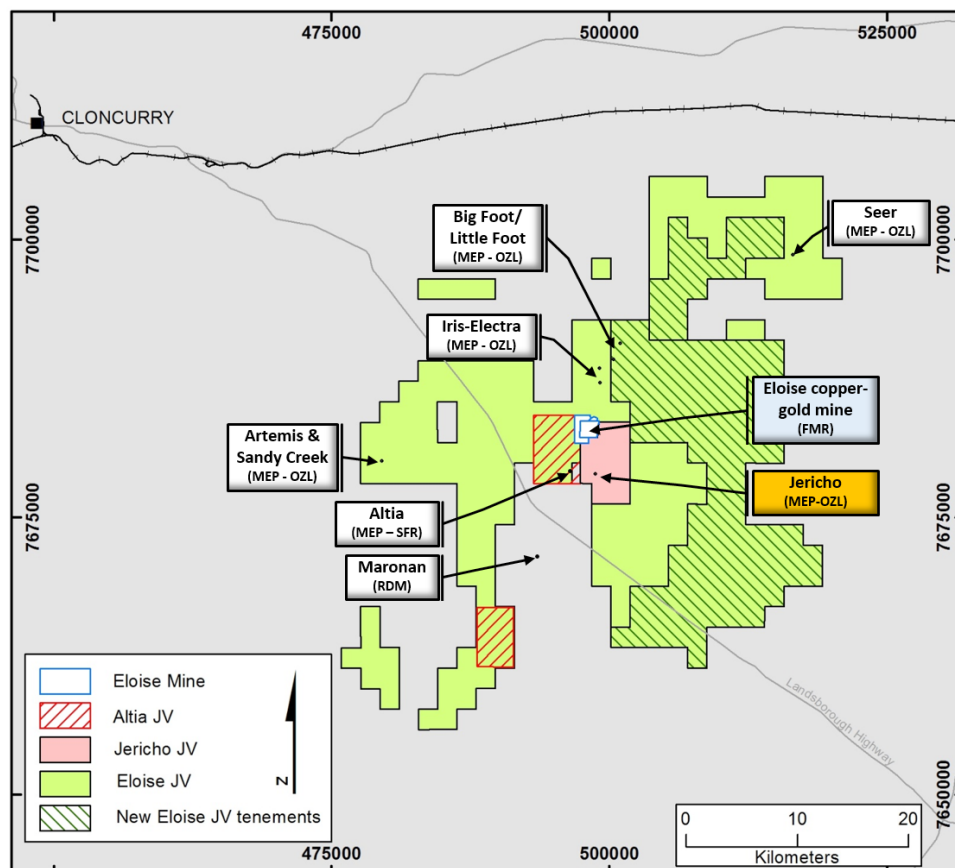 475000
500000
525000
CLONCURRY
7700000
7700000
Big Foot/
Little Foot
(MEP - OZL)
Seer
(MEP - OZL)
Iris-Electra
(MEP - OZL)
Eloise copper-
gold mine
(FMR)
Artemis &
Sandy Creek
(MEP - OZL)
Jericho
(MEP-OZL)
Altia
(MEP – SFR)
7675000
7675000
Maronan
(RDM)
Eloise Mine
Altia JV
Jericho JV
Eloise JV
New Eloise JV tenements
N
Landsborough Highway
7650000
7650000
0 10 20
Kilometers
475000
500000
525000